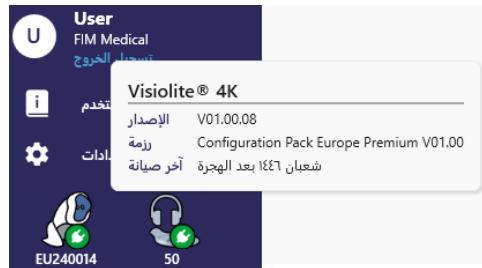 U
User
FIM Medical
تسجيل الخروج
Visiolite® 4K
الإصدار V01.00.08
رزمة Configuration Pack Europe Premium V01.00
آخر صيانة شعبان ١٤٤٦ بعد الهجرة
EU240014
50